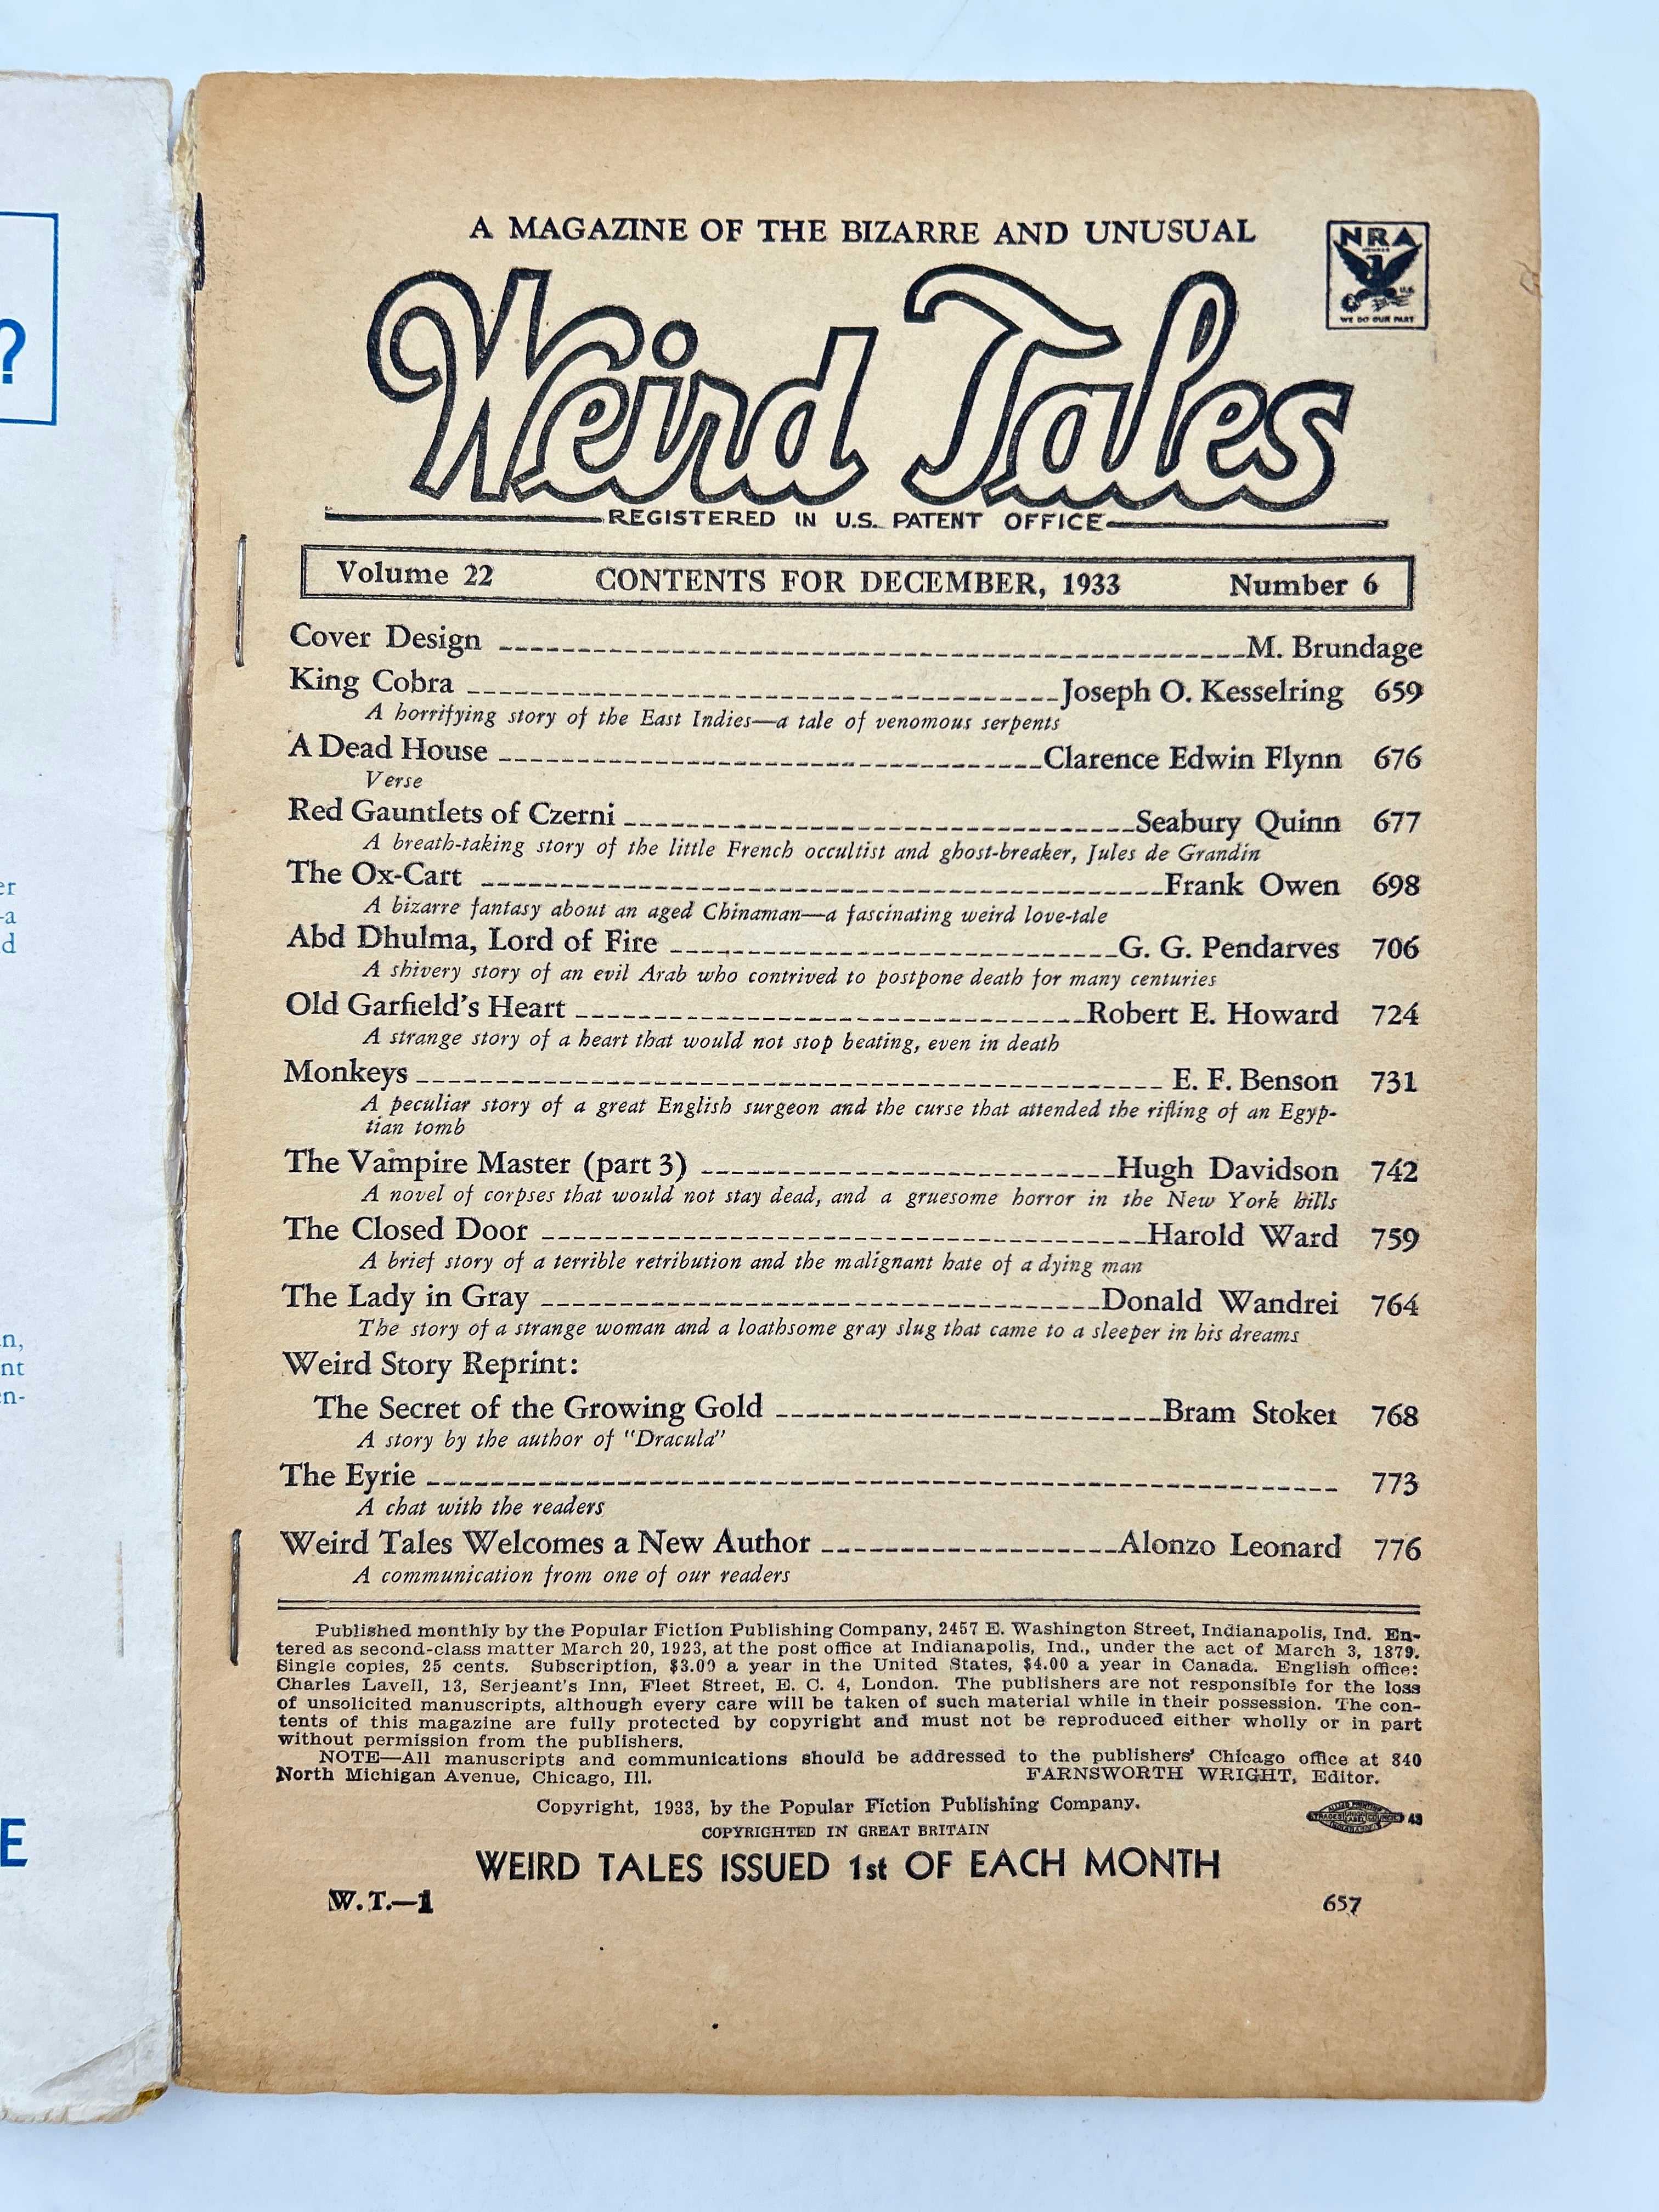 ?
er
-a
d
n,
nt
en-
E
A MAGAZINE OF THE BIZARRE AND UNUSUAL
NRA
U.S.
WE DO OUR PART
Weird Tales
REGISTERED IN U.S. PATENT OFFICE
Volume 22 CONTENTS FOR DECEMBER, 1933 Number 6
Cover Design M. Brundage
King Cobra Joseph O. Kesselring 659
A horrifying story of the East Indies—a tale of venomous serpents
A Dead House Clarence Edwin Flynn 676
Verse
Red Gauntlets of Czerni Seabury Quinn 677
A breath-taking story of the little French occultist and ghost-breaker, Jules de Grandin
The Ox-Cart Frank Owen 698
A bizarre fantasy about an aged Chinaman—a fascinating weird love-tale
Abd Dhulma, Lord of Fire G. G. Pendarves 706
A shivery story of an evil Arab who contrived to postpone death for many centuries
Old Garfield's Heart Robert E. Howard 724
A strange story of a heart that would not stop beating, even in death
Monkeys E. F. Benson 731
A peculiar story of a great English surgeon and the curse that attended the rifling of an Egyp-
tian tomb
The Vampire Master (part 3) Hugh Davidson 742
A novel of corpses that would not stay dead, and a gruesome horror in the New York hills
The Closed Door Harold Ward 759
A brief story of a terrible retribution and the malignant hate of a dying man
The Lady in Gray Donald Wandrei 764
The story of a strange woman and a loathsome gray slug that came to a sleeper in his dreams
Weird Story Reprint:
The Secret of the Growing Gold Bram Stoker 768
A story by the author of "Dracula"
The Eyrie 773
A chat with the readers
Weird Tales Welcomes a New Author Alonzo Leonard 776
A communication from one of our readers
Published monthly by the Popular Fiction Publishing Company, 2457 E. Washington Street, Indianapolis, Ind. En-
tered as second-class matter March 20, 1923, at the post office at Indianapolis, Ind., under the act of March 3, 1879.
Single copies, 25 cents. Subscription, $3.00 a year in the United States, $4.00 a year in Canada. English office:
Charles Lavell, 13, Serjeant's Inn, Fleet Street, E. C. 4, London. The publishers are not responsible for the loss
of unsolicited manuscripts, although every care will be taken of such material while in their possession. The con-
tents of this magazine are fully protected by copyright and must not be reproduced either wholly or in part
without permission from the publishers.
NOTE—All manuscripts and communications should be addressed to the publishers' Chicago office at 840
North Michigan Avenue, Chicago, Ill. FARNSWORTH WRIGHT, Editor.
Copyright, 1933, by the Popular Fiction Publishing Company.
COPYRIGHTED IN GREAT BRITAIN
WEIRD TALES ISSUED 1st OF EACH MONTH
W. T.—1 657